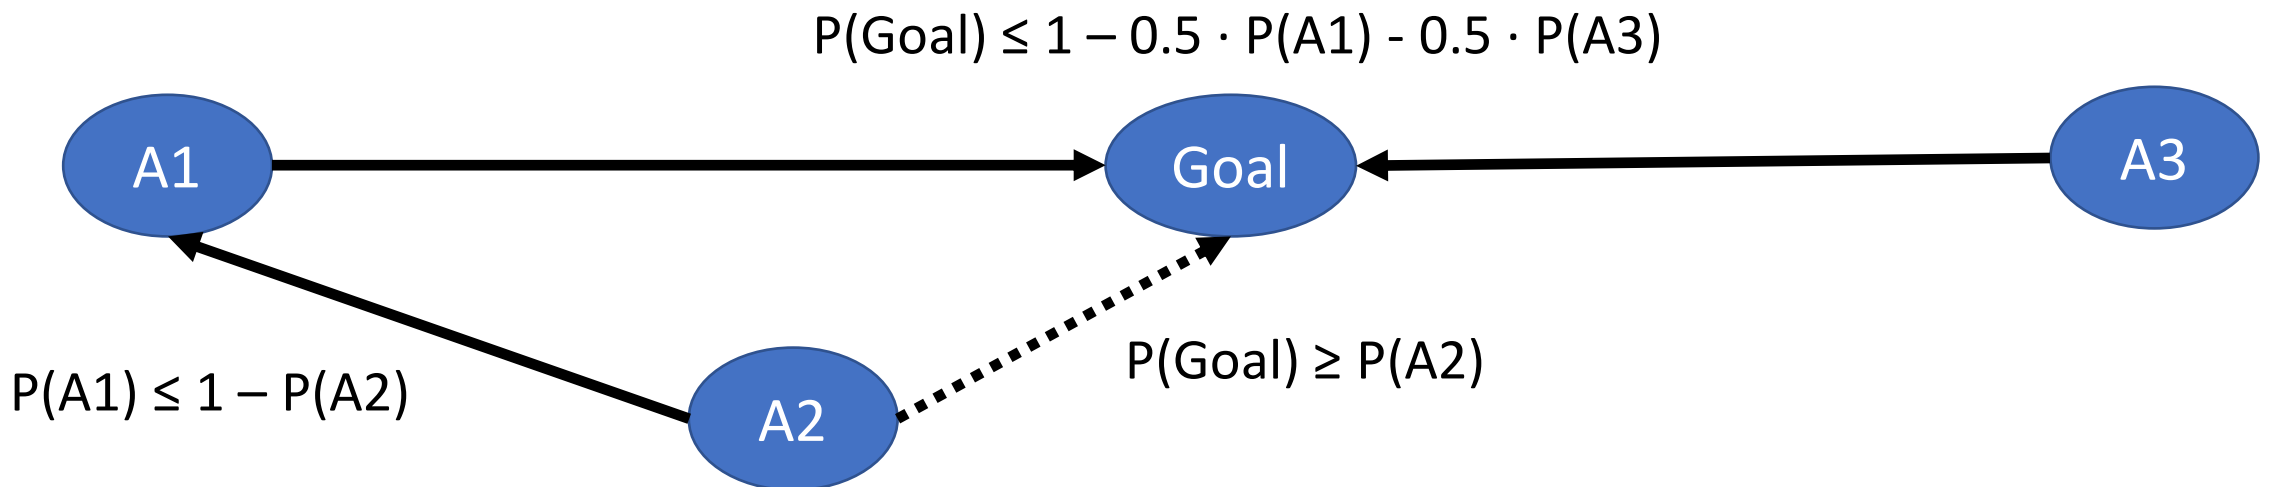 P(Goal) ≤ 1 – 0.5 · P(A1) - 0.5 · P(A3)
A1
Goal
A3
P(Goal) ≥ P(A2)
P(A1) ≤ 1 – P(A2)
A2